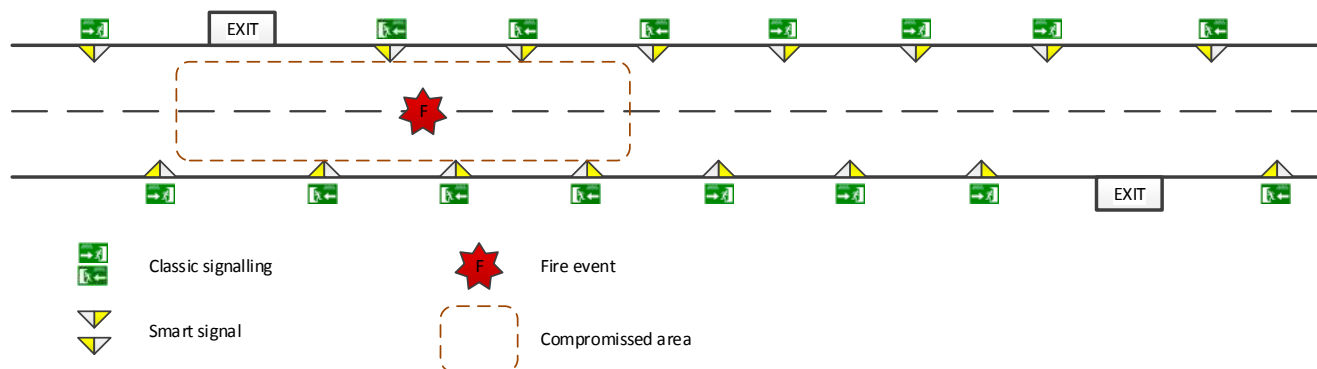 EXIT
F
EXIT
Classic signalling
F
Fire event
Smart signal
Compromissed area